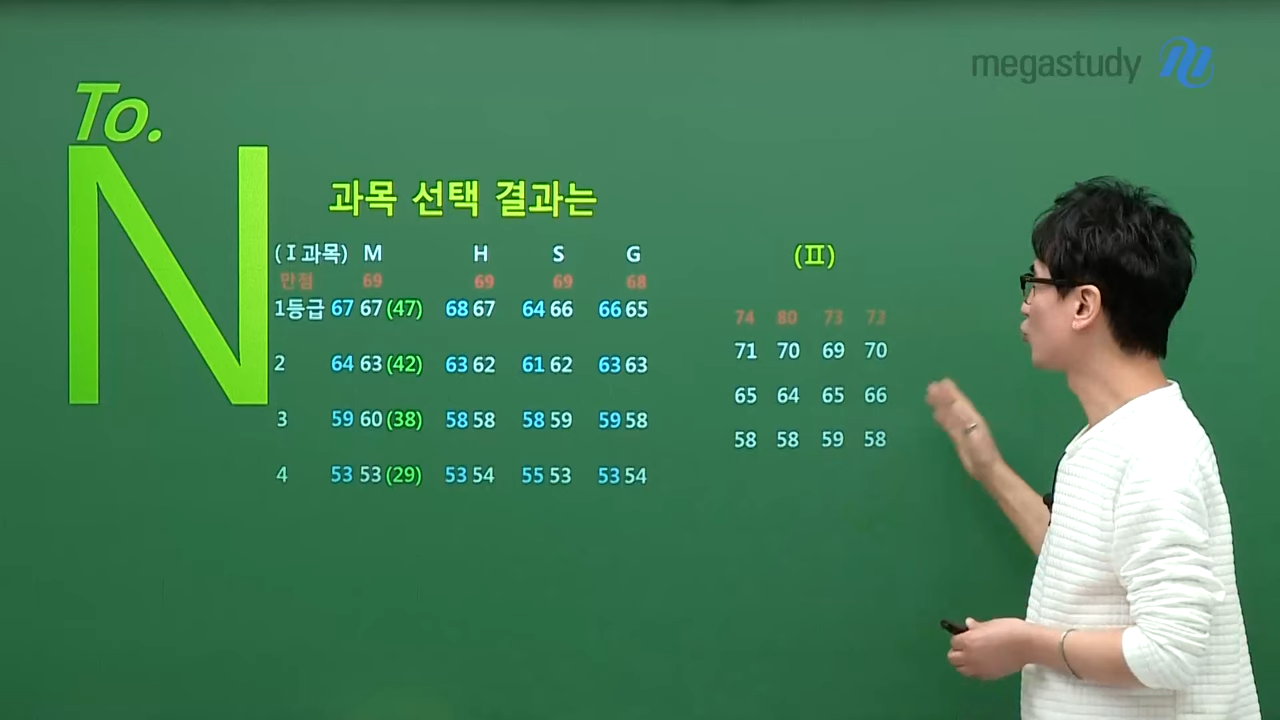 megastudy
To.
N
과목 선택 결과는
(Ⅰ과목) M H S G (Ⅱ)
만점 69 69 69 68
1등급 67 67 (47) 68 67 64 66 66 65
74 80 73 72
71 70 69 70
2 64 63 (42) 63 62 61 62 63 63
65 64 65 66
3 59 60 (38) 58 58 58 59 59 58
58 58 59 58
4 53 53 (29) 53 54 55 53 53 54